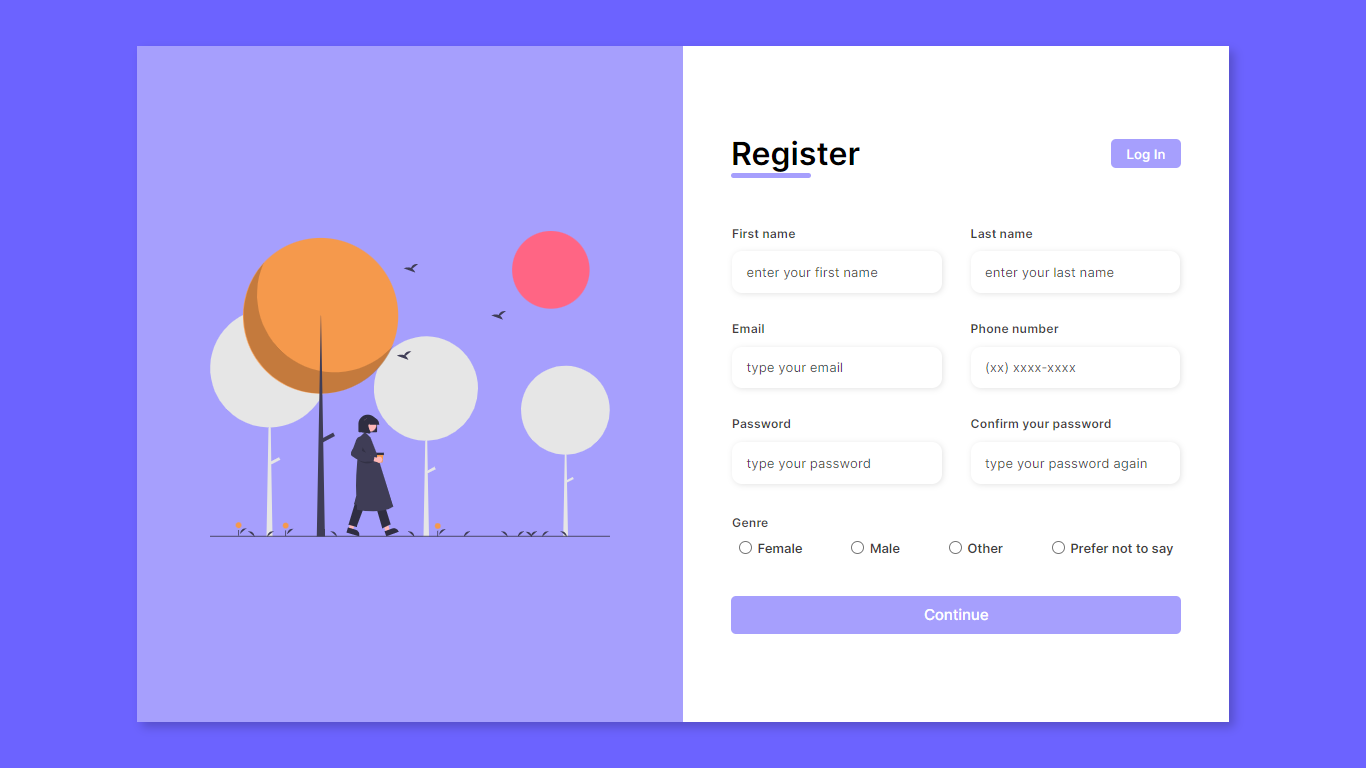 Register
Log In
First name
Last name
enter your first name
enter your last name
Email
Phone number
type your email
(xx) xxxx-xxxx
Password
Confirm your password
type your password
type your password again
Genre
Female
Male
Other
Prefer not to say
Continue